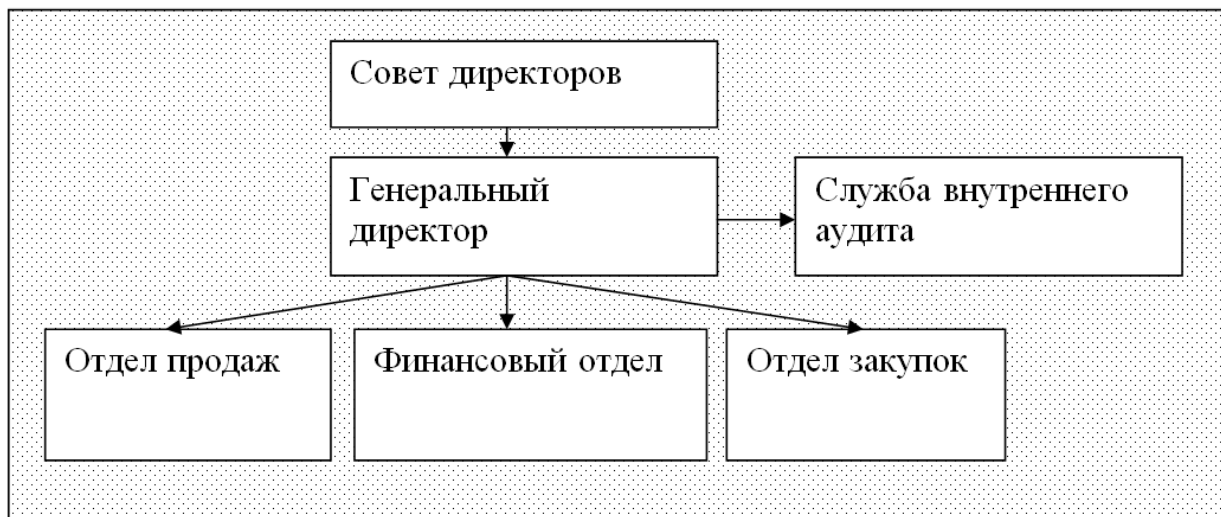 Совет директоров
Генеральный
директор
Служба внутреннего
аудита
Отдел продаж
Финансовый отдел
Отдел закупок